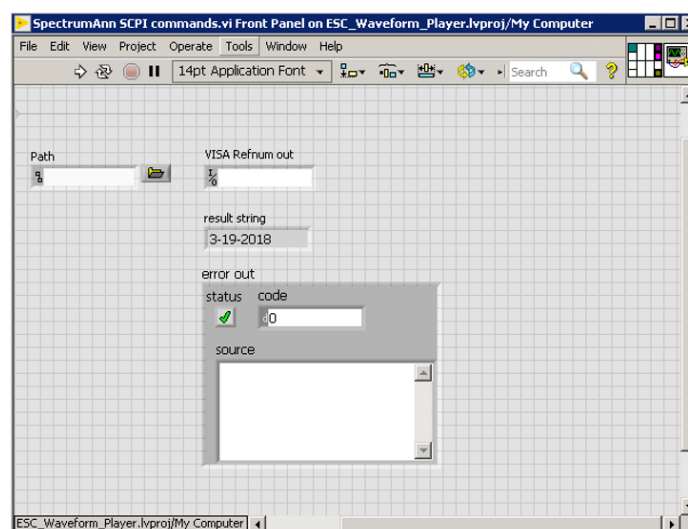 SpectrumAnn SCPI commands.vi Front Panel on ESC_Waveform_Player.lvproj/My Computer
File Edit View Project Operate Tools Window Help
14pt Application Font
Search
?
Path
VISA Refnum out
I/O
result string
3-19-2018
error out
status code
d0
source
ESC_Waveform_Player.lvproj/My Computer